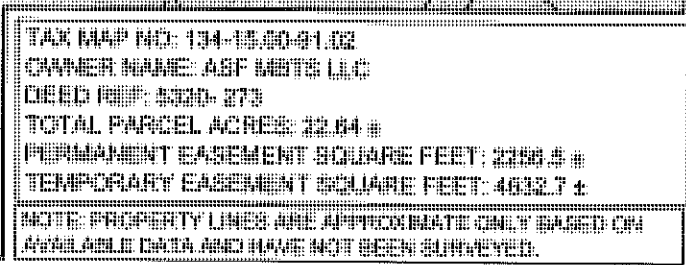 TAX MAP NO: 134-15.00-91.02
OWNER NAME: ASF MOTS LLC
DEED REF: 5320- 273
TOTAL PARCEL ACRES: 22.64 ±
PERMANENT EASEMENT SQUARE FEET: 2256.5 ±
TEMPORARY EASEMENT SQUARE FEET: 4632.7 ±
NOTE: PROPERTY LINES ARE APPROXIMATE ONLY BASED ON
AVAILABLE DATA AND HAVE NOT BEEN SURVEYED.